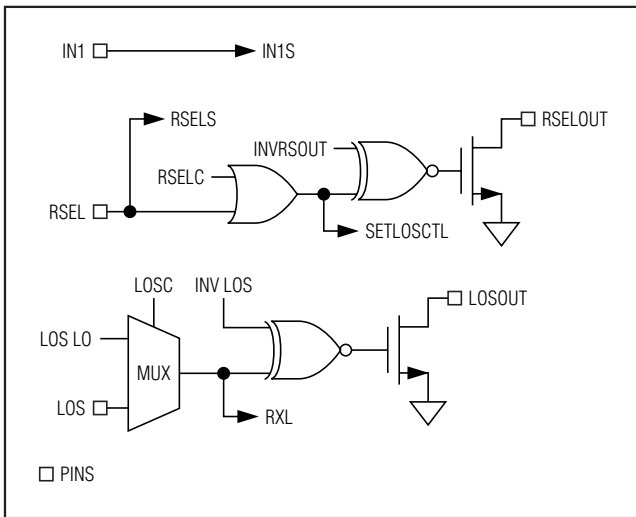 IN1
IN1S
RSELS
RSELOUT
INVRSOUT
RSELC
RSEL
SETLOSCTL
LOSC
INV LOS
LOSOUT
LOS LO
MUX
LOS
RXL
PINS